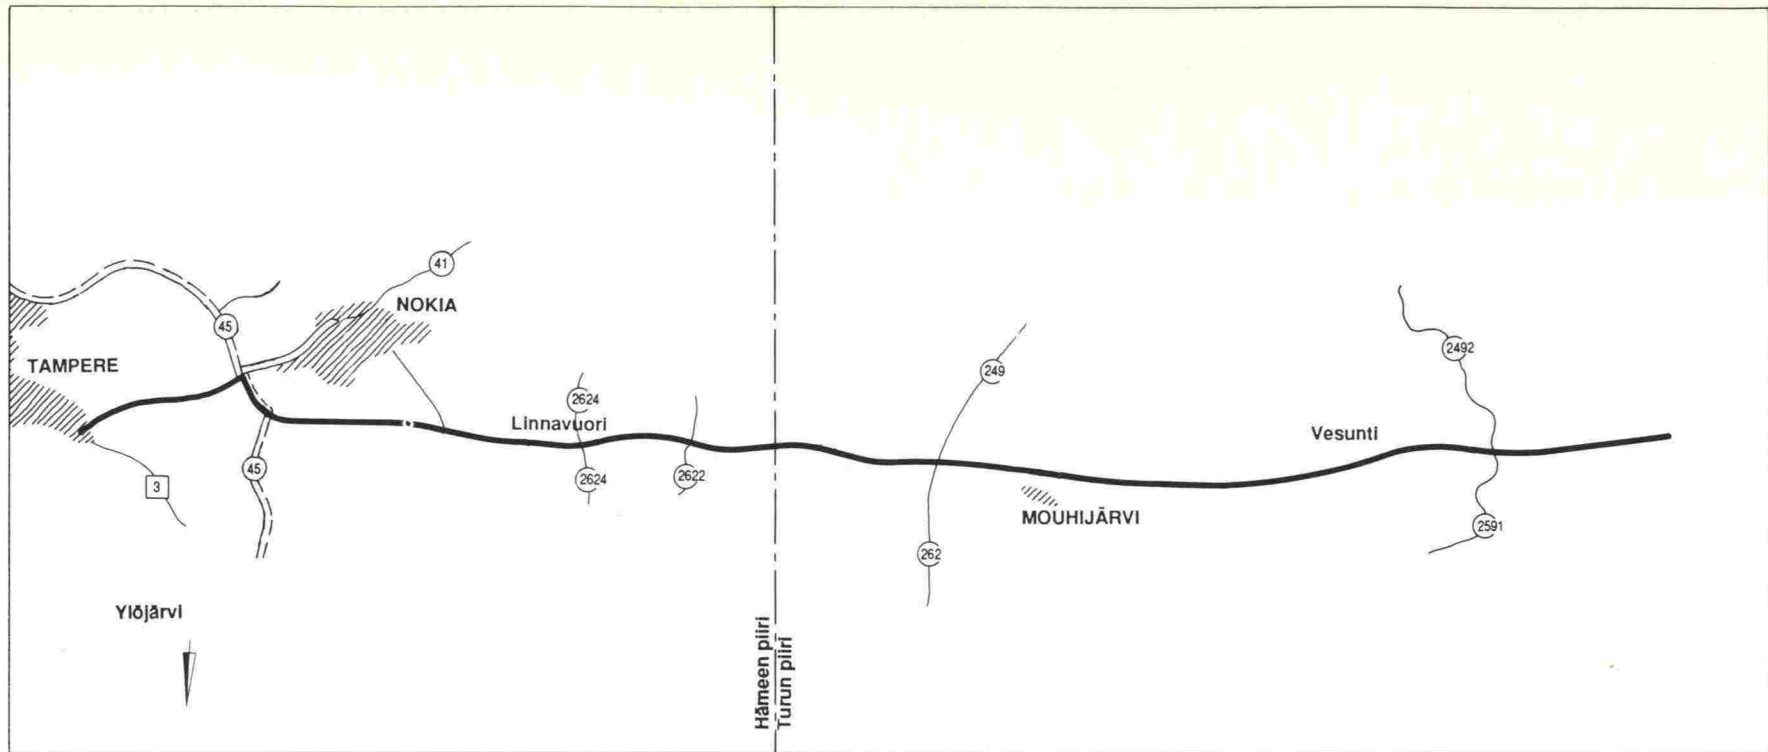 41
NOKIA
45
TAMPERE
2492
249
2624
Linnavuori
Vesunti
45
3
2624
2622
MOUHIJÄRVI
2591
262
Ylöjärvi
Hämeen piiri
Turun piiri